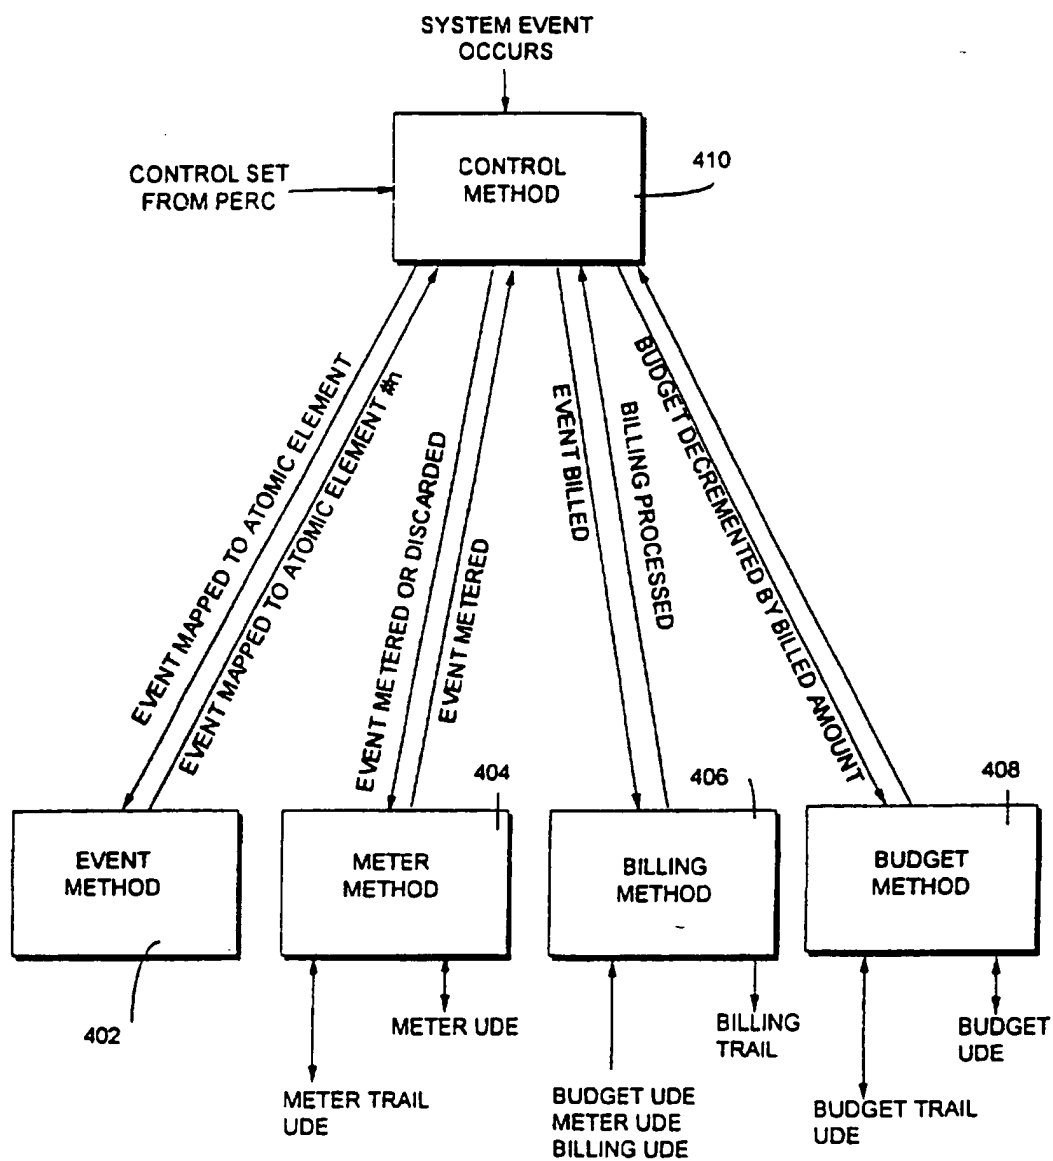 SYSTEM EVENT
OCCURS
CONTROL SET
FROM PERC
CONTROL
METHOD
410
EVENT MAPPED TO ATOMIC ELEMENT
EVENT MAPPED TO ATOMIC ELEMENT #n
EVENT METERED OR DISCARDED
EVENT METERED
EVENT BILLED
BILLING PROCESSED
BUDGET DECREMENTED BY BILLED AMOUNT
404
406
408
EVENT
METHOD
METER
METHOD
BILLING
METHOD
BUDGET
METHOD
402
METER UDE
METER TRAIL
UDE
BILLING
TRAIL
BUDGET UDE
METER UDE
BILLING UDE
BUDGET
UDE
BUDGET TRAIL
UDE